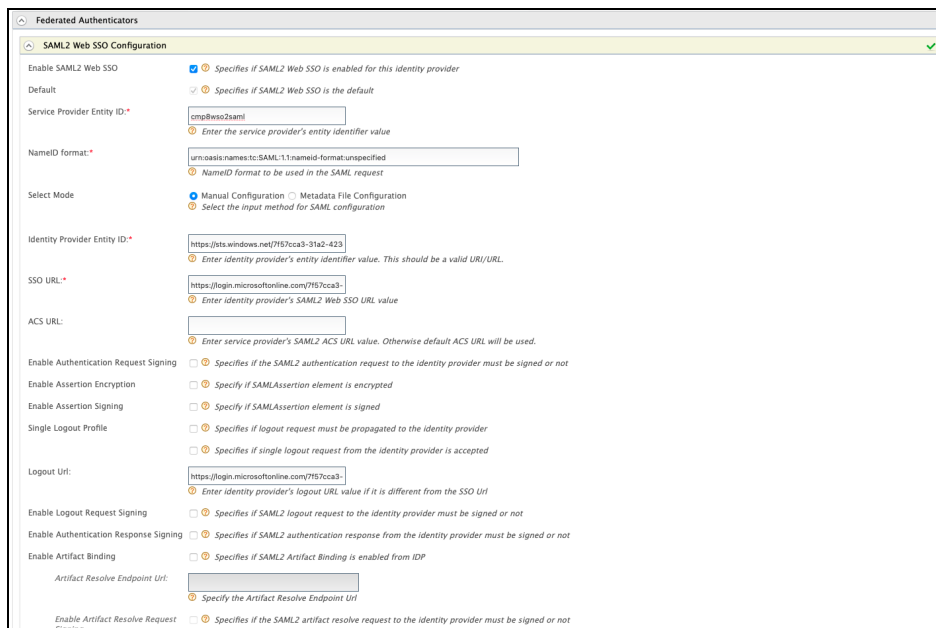 Federated Authenticators
SAML2 Web SSO Configuration
Enable SAML2 Web SSO
Specifies if SAML2 Web SSO is enabled for this identity provider
Default
Specifies if SAML2 Web SSO is the default
Service Provider Entity ID:*
cmp8wso2saml
Enter the service provider's entity identifier value
NameID format:*
urn:oasis:names:tc:SAML:1.1:nameid-format:unspecified
NameID format to be used in the SAML request
Select Mode
Manual Configuration Metadata File Configuration
Select the input method for SAML configuration
Identity Provider Entity ID:*
https://sts.windows.net/7f57cca3-31a2-423
Enter identity provider's entity identifier value. This should be a valid URI/URL.
SSO URL:*
https://login.microsoftonline.com/7f57cca3-
Enter identity provider's SAML2 Web SSO URL value
ACS URL:
Enter service provider's SAML2 ACS URL value. Otherwise default ACS URL will be used.
Enable Authentication Request Signing
Specifies if the SAML2 authentication request to the identity provider must be signed or not
Enable Assertion Encryption
Specify if SAMLAssertion element is encrypted
Enable Assertion Signing
Specify if SAMLAssertion element is signed
Single Logout Profile
Specifies if logout request must be propagated to the identity provider
Specifies if single logout request from the identity provider is accepted
Logout Url:
https://login.microsoftonline.com/7f57cca3-
Enter identity provider's logout URL value if it is different from the SSO Url
Enable Logout Request Signing
Specifies if SAML2 logout request to the identity provider must be signed or not
Enable Authentication Response Signing
Specifies if SAML2 authentication response from the identity provider must be signed or not
Enable Artifact Binding
Specifies if SAML2 Artifact Binding is enabled from IDP
Artifact Resolve Endpoint Url:
Specify the Artifact Resolve Endpoint Url
Enable Artifact Resolve Request
Specifies if the SAML2 artifact resolve request to the identity provider must be signed or not